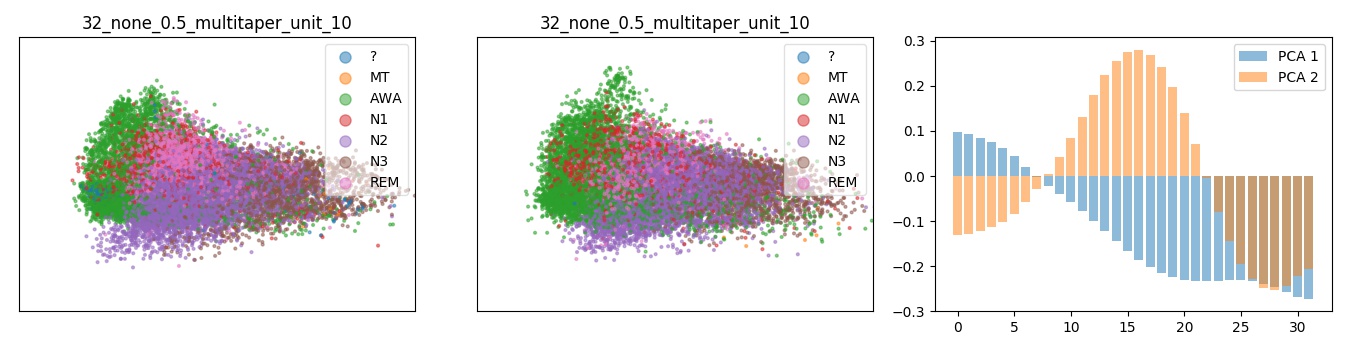 32_none_0.5_multitaper_unit_10
?
MT
AWA
N1
N2
N3
REM
32_none_0.5_multitaper_unit_10
?
MT
AWA
N1
N2
N3
REM
PCA 1
PCA 2
0.3
0.2
0.1
0.0
−0.1
−0.2
−0.3
0 5 10 15 20 25 30